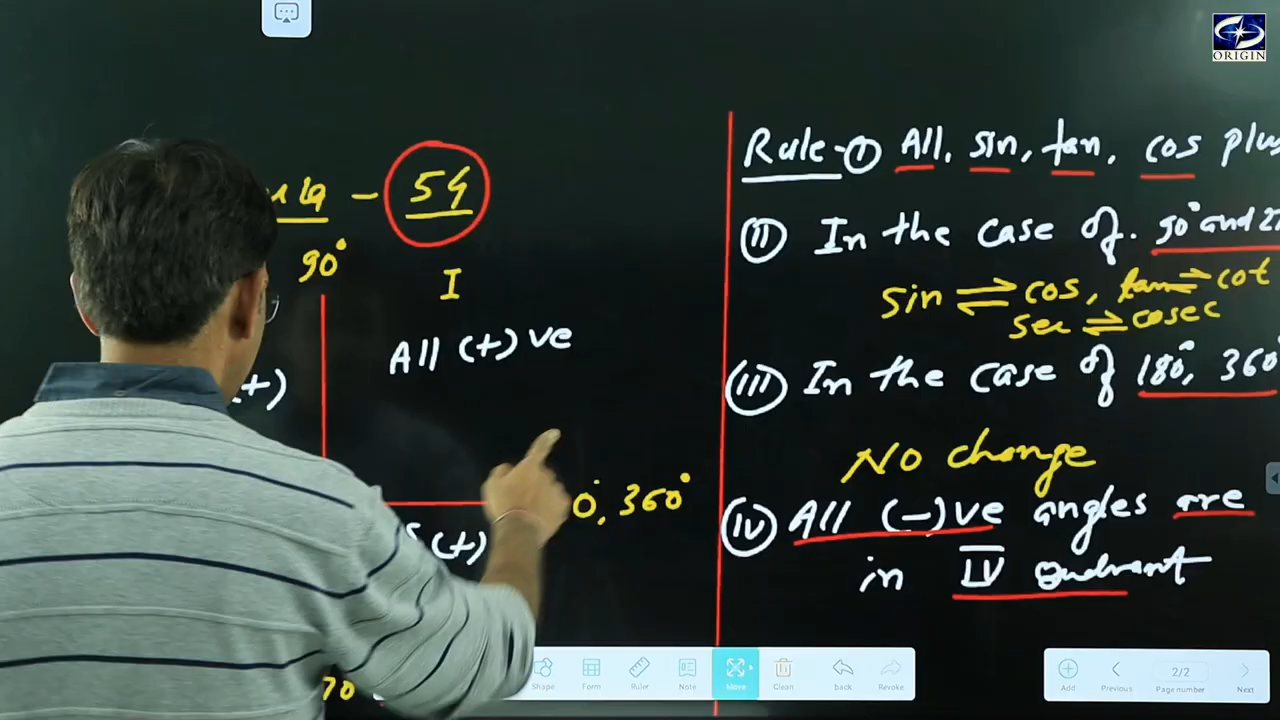 ORIGIN
- 54
90°
I
All (+)ve
+)
0°, 360°
(+)
70
Rule-① All, sin, tan, cos plus
(II) In the case of. 90° and 2
sin ⇌ cos, tan ⇌ cot
sec ⇌ cosec
(III) In the case of 180°, 360°
No change
(IV) All (-)ve angles are
in IV Quadrant
Shape
Form
Ruler
Note
Move
Clean
back
Revoke
Add
Previous
2/2
Page number
Next